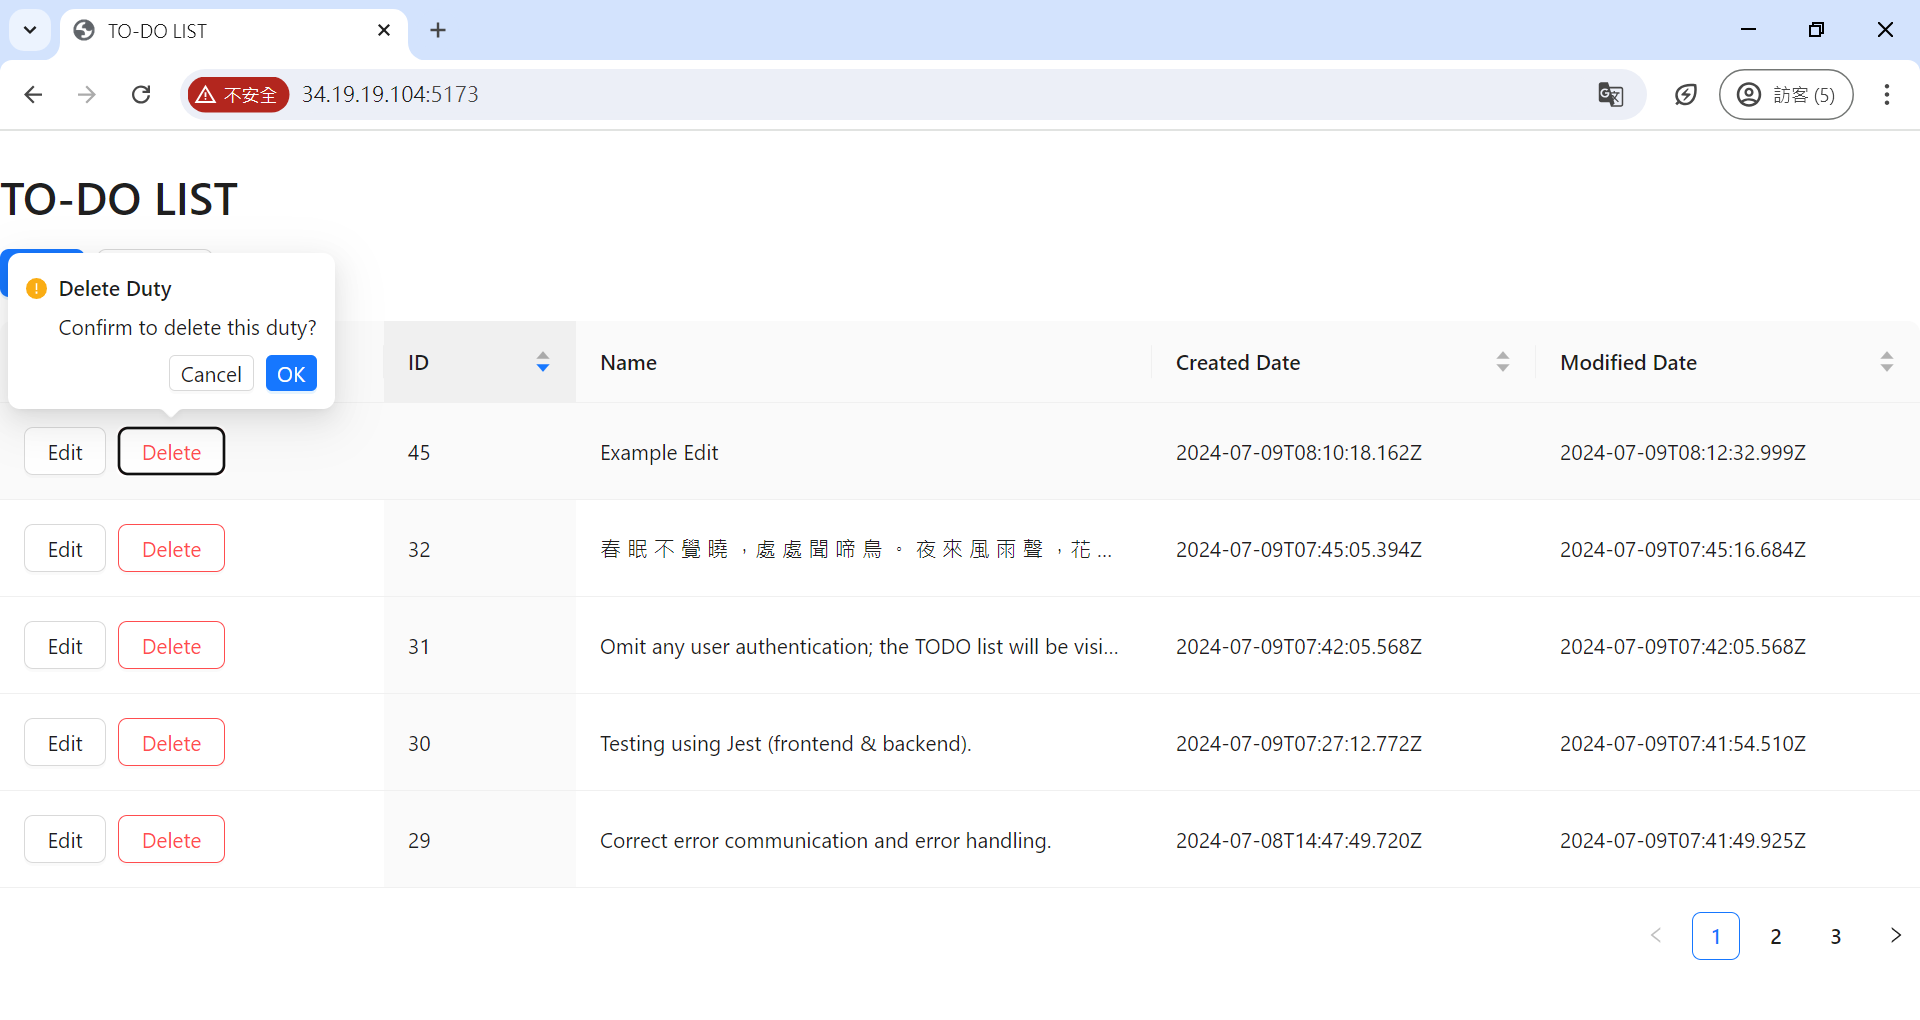 TO-DO LIST
不安全 34.19.19.104:5173
訪客 (5)
TO-DO LIST
Delete Duty
Confirm to delete this duty?
Cancel OK
ID Name Created Date Modified Date
Edit Delete 45 Example Edit 2024-07-09T08:10:18.162Z 2024-07-09T08:12:32.999Z
Edit Delete 32 春眠不覺曉，處處聞啼鳥。夜來風雨聲，花... 2024-07-09T07:45:05.394Z 2024-07-09T07:45:16.684Z
Edit Delete 31 Omit any user authentication; the TODO list will be visi... 2024-07-09T07:42:05.568Z 2024-07-09T07:42:05.568Z
Edit Delete 30 Testing using Jest (frontend & backend). 2024-07-09T07:27:12.772Z 2024-07-09T07:41:54.510Z
Edit Delete 29 Correct error communication and error handling. 2024-07-08T14:47:49.720Z 2024-07-09T07:41:49.925Z
1 2 3